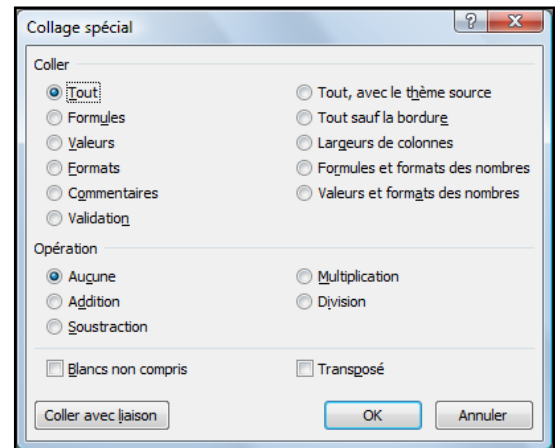 Collage spécial
Coller
Tout
Tout, avec le thème source
Formules
Tout sauf la bordure
Valeurs
Largeurs de colonnes
Formats
Formules et formats des nombres
Commentaires
Valeurs et formats des nombres
Validation
Opération
Aucune
Multiplication
Addition
Division
Soustraction
Blancs non compris
Transposé
Coller avec liaison
OK
Annuler